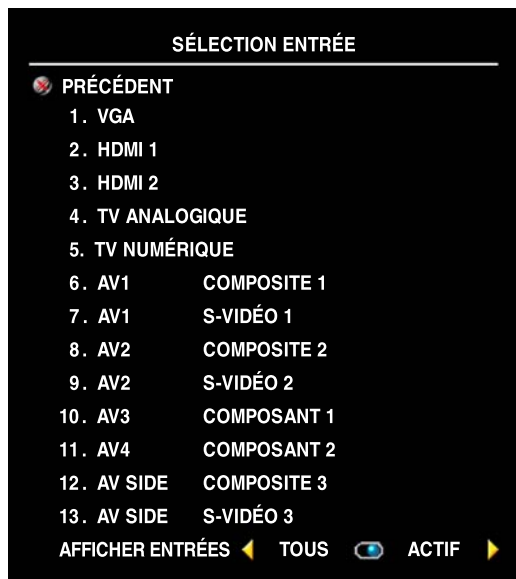 SÉLECTION ENTRÉE
PRÉCÉDENT
1. VGA
2. HDMI 1
3. HDMI 2
4. TV ANALOGIQUE
5. TV NUMÉRIQUE
6. AV1 COMPOSITE 1
7. AV1 S-VIDÉO 1
8. AV2 COMPOSITE 2
9. AV2 S-VIDÉO 2
10. AV3 COMPOSANT 1
11. AV4 COMPOSANT 2
12. AV SIDE COMPOSITE 3
13. AV SIDE S-VIDÉO 3
AFFICHER ENTRÉES TOUS ACTIF